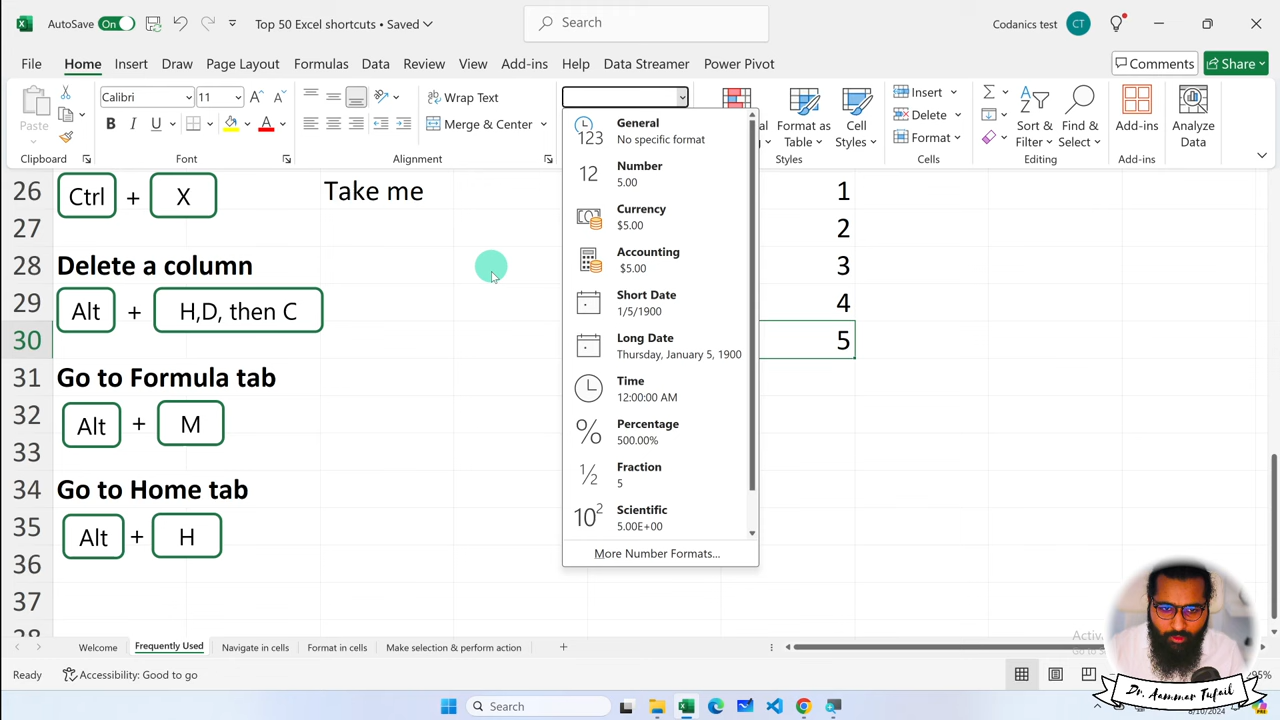 AutoSave On Top 50 Excel shortcuts • Saved Search Codanics test CT
File Home Insert Draw Page Layout Formulas Data Review View Add-ins Help Data Streamer Power Pivot Comments Share
Paste
Calibri 11
B I U A
Wrap Text
Merge & Center
Format as
Table
Cell
Styles
Insert
Delete
Format
Sort &
Filter
Find &
Select
Add-ins
Analyze
Data
Clipboard Font Alignment Styles Cells Editing Add-ins
General
No specific format
Number
5.00
Currency
$5.00
Accounting
$5.00
Short Date
1/5/1900
Long Date
Thursday, January 5, 1900
Time
12:00:00 AM
Percentage
500.00%
Fraction
5
Scientific
5.00E+00
More Number Formats...
26 Ctrl + X Take me 1
27 2
28 Delete a column 3
29 Alt + H,D, then C 4
30 5
31 Go to Formula tab
32 Alt + M
33
34 Go to Home tab
35 Alt + H
36
37
Welcome Frequently Used Navigate in cells Format in cells Make selection & perform action
Ready Accessibility: Good to go
Dr. Aammar Tufail
Search
8/10/2024